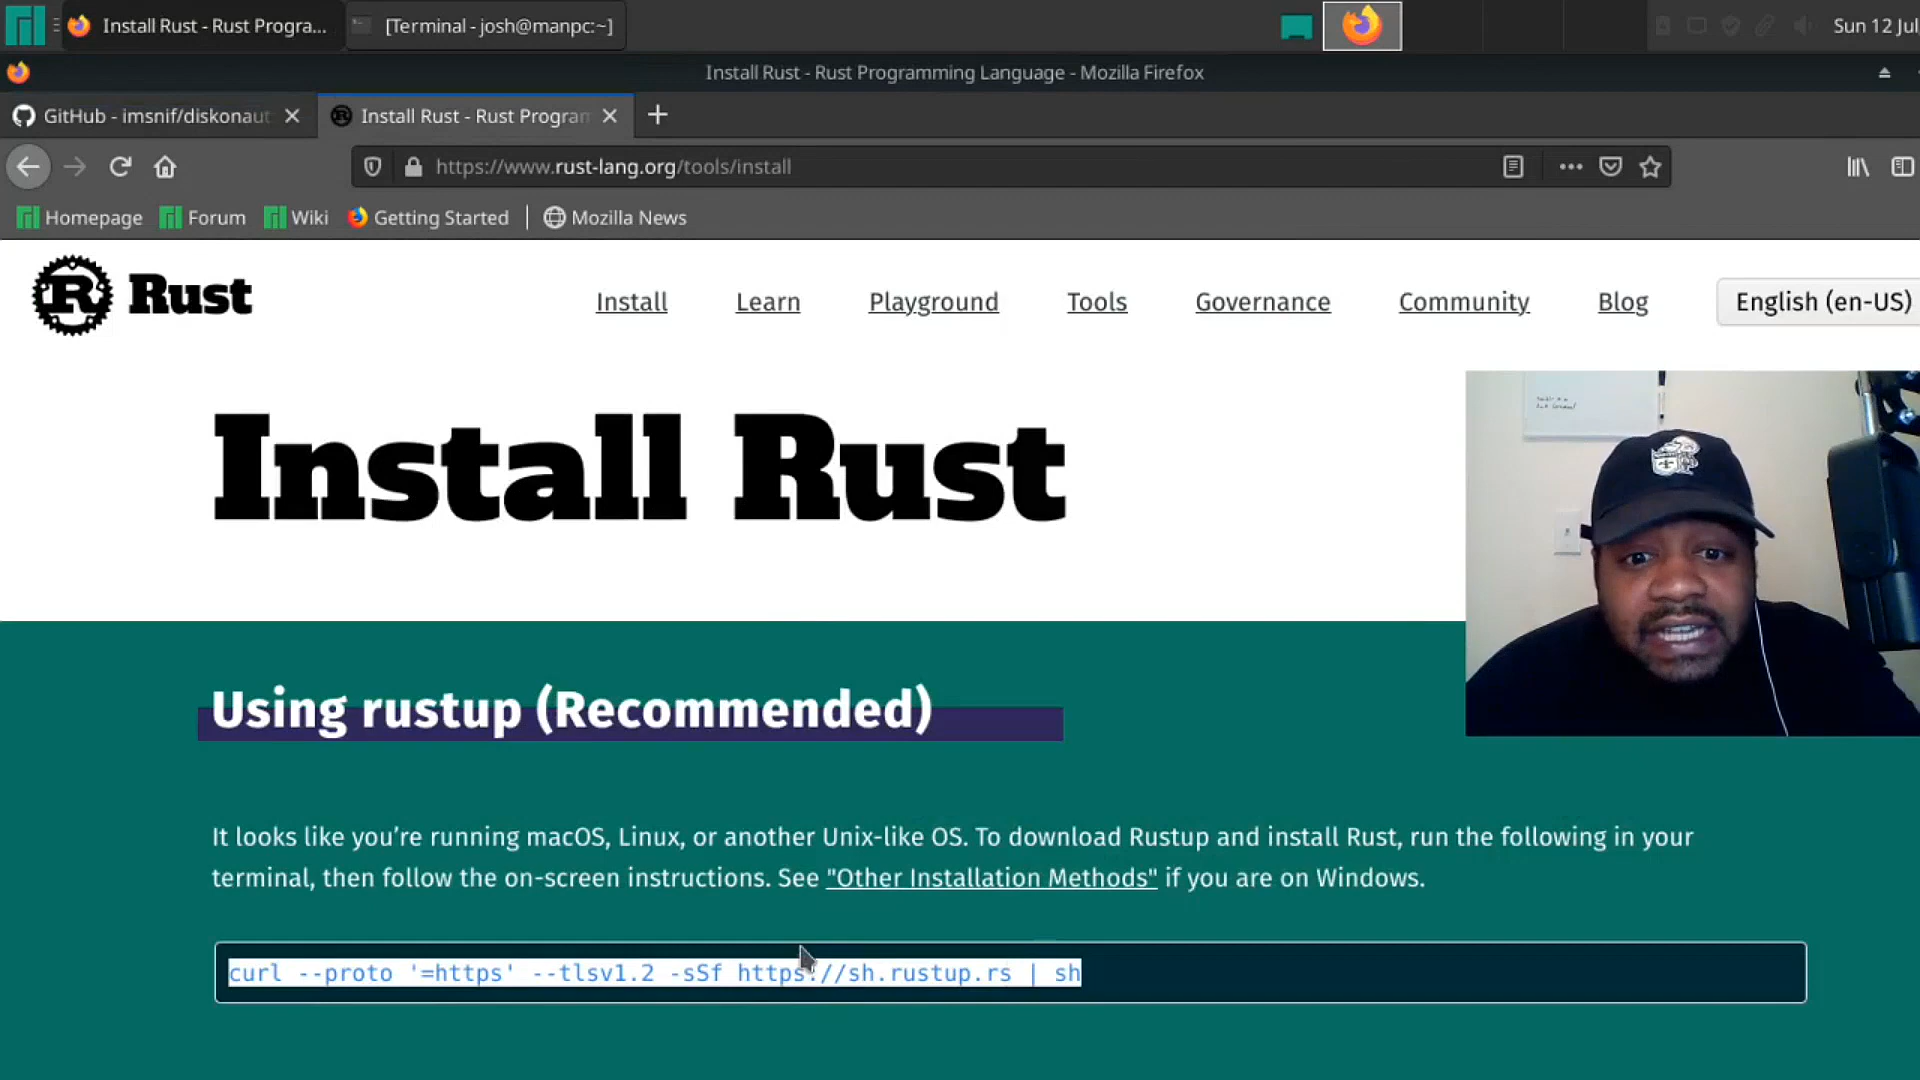 Install Rust - Rust Progra...
[Terminal - josh@manpc:~]
Sun 12 Jul
Install Rust - Rust Programming Language - Mozilla Firefox
GitHub - imsnif/diskonaut
Install Rust - Rust Program
https://www.rust-lang.org/tools/install
Homepage
Forum
Wiki
Getting Started
Mozilla News
Rust
Install
Learn
Playground
Tools
Governance
Community
Blog
English (en-US)
Install Rust
Using rustup (Recommended)
It looks like you’re running macOS, Linux, or another Unix-like OS. To download Rustup and install Rust, run the following in your
terminal, then follow the on-screen instructions. See "Other Installation Methods" if you are on Windows.
curl --proto '=https' --tlsv1.2 -sSf https://sh.rustup.rs | sh